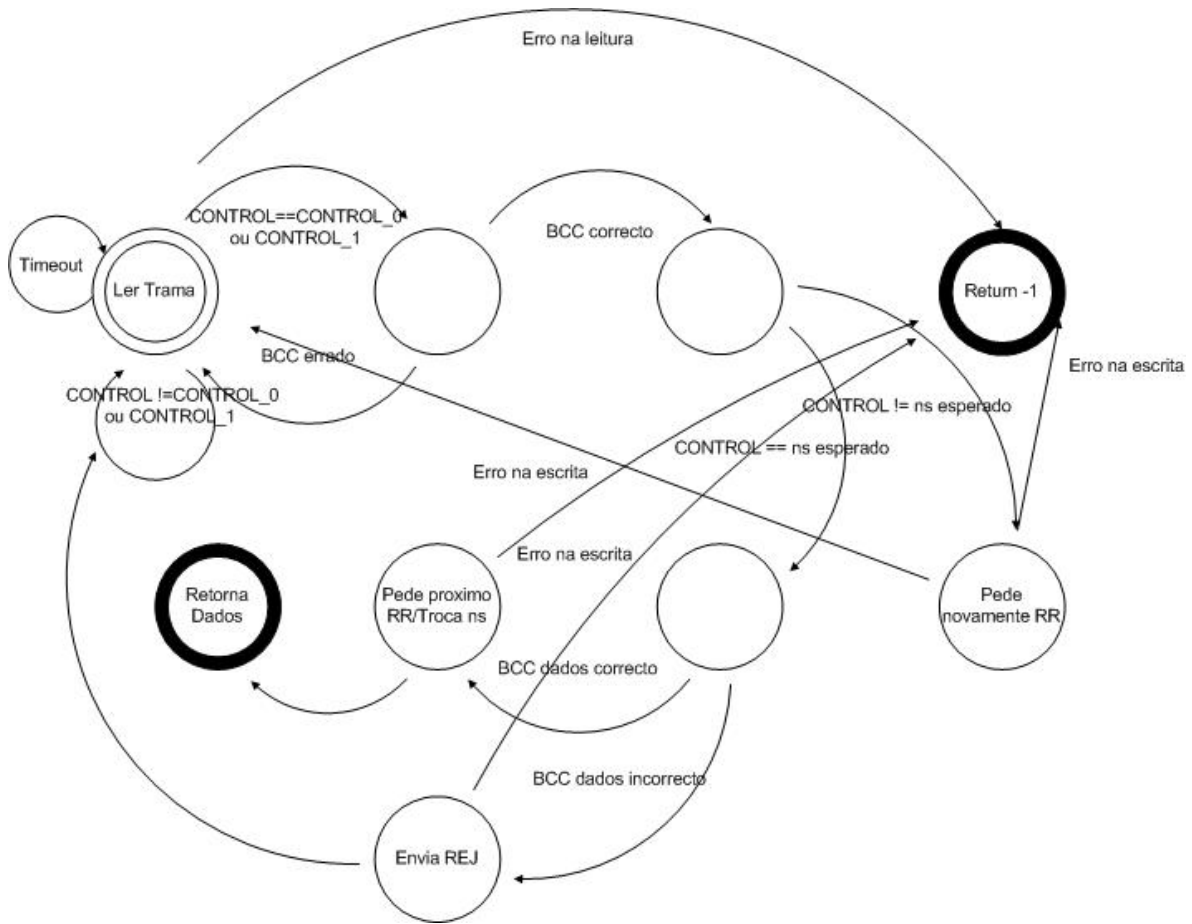 Erro na leitura
CONTROL==CONTROL_0
ou CONTROL_1
BCC correcto
Timeout
Ler Trama
Return -1
BCC errado
Erro na escrita
CONTROL !=CONTROL_0
ou CONTROL_1
CONTROL != ns esperado
CONTROL == ns esperado
Erro na escrita
Erro na escrita
Retorna
Dados
Pede proximo
RR/Troca ns
Pede
novamente RR
BCC dados correcto
BCC dados incorrecto
Envia REJ